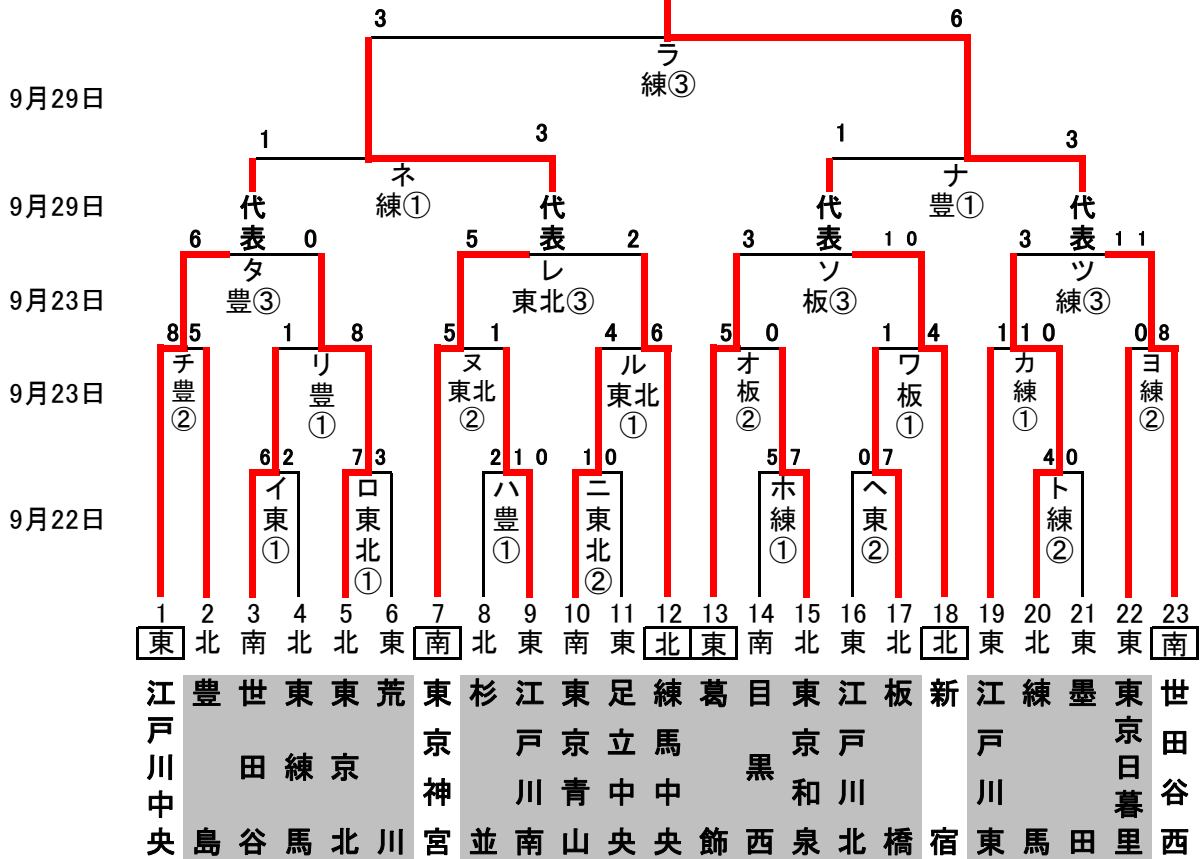 3 6
ラ
練③
9月29日
1 3 1 3
ネ ナ
練① 豊①
9月29日
代表 代表 代表 代表
6 0 5 2 3 10 3 11
タ レ ソ ツ
豊③ 東北③ 板③ 練③
9月23日
8 5 1 8 5 1 4 6 5 0 1 4 1 10 0 8
チ リ ヌ ル オ ワ カ ヨ
豊② 豊① 東北② 東北① 板② 板① 練① 練②
9月23日
6 2 7 3 2 10 1 0 5 7 0 7 4 0
イ ロ ハ ニ ホ ヘ ト
東① 東北① 豊① 東北② 練① 東② 練②
9月22日
1 2 3 4 5 6 7 8 9 10 11 12 13 14 15 16 17 18 19 20 21 22 23
東 北 南 北 北 東 南 北 東 南 東 北 東 南 北 東 北 北 東 北 東 東 南
江戸川中央
豊島
世田谷
東練馬
東京北
荒川
東京神宮
杉並
江戸川南
東京青山
足立中央
練馬中央
葛飾
目黒西
東京和泉
江戸川北
板橋
新宿
江戸川東
練馬
墨田
東京日暮里
世田谷西